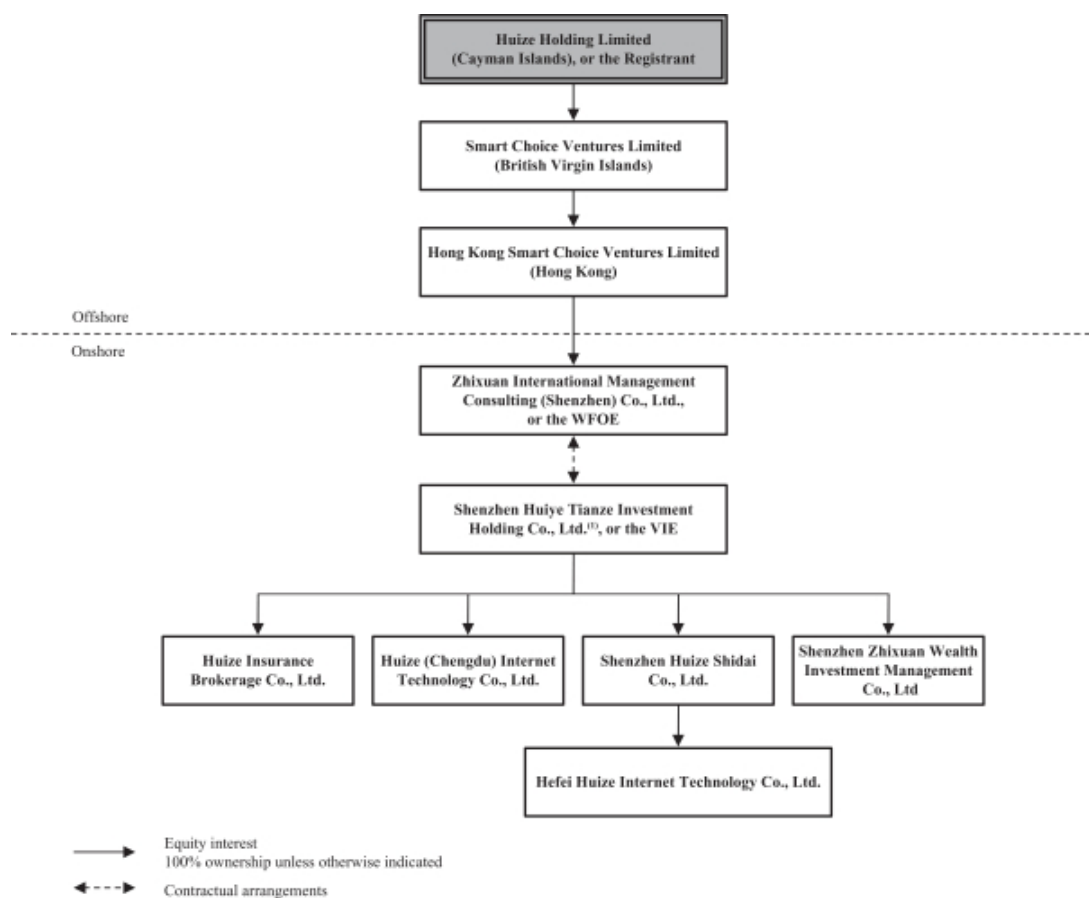 Huize Holding Limited
(Cayman Islands), or the Registrant
Smart Choice Ventures Limited
(British Virgin Islands)
Hong Kong Smart Choice Ventures Limited
(Hong Kong)
Offshore
Onshore
Zhixuan International Management
Consulting (Shenzhen) Co., Ltd.,
or the WFOE
Shenzhen Huiye Tianze Investment
Holding Co., Ltd.⁽¹⁾, or the VIE
Huize Insurance
Brokerage Co., Ltd.
Huize (Chengdu) Internet
Technology Co., Ltd.
Shenzhen Huize Shidai
Co., Ltd.
Shenzhen Zhixuan Wealth
Investment Management
Co., Ltd
Hefei Huize Internet Technology Co., Ltd.
Equity interest
100% ownership unless otherwise indicated
Contractual arrangements